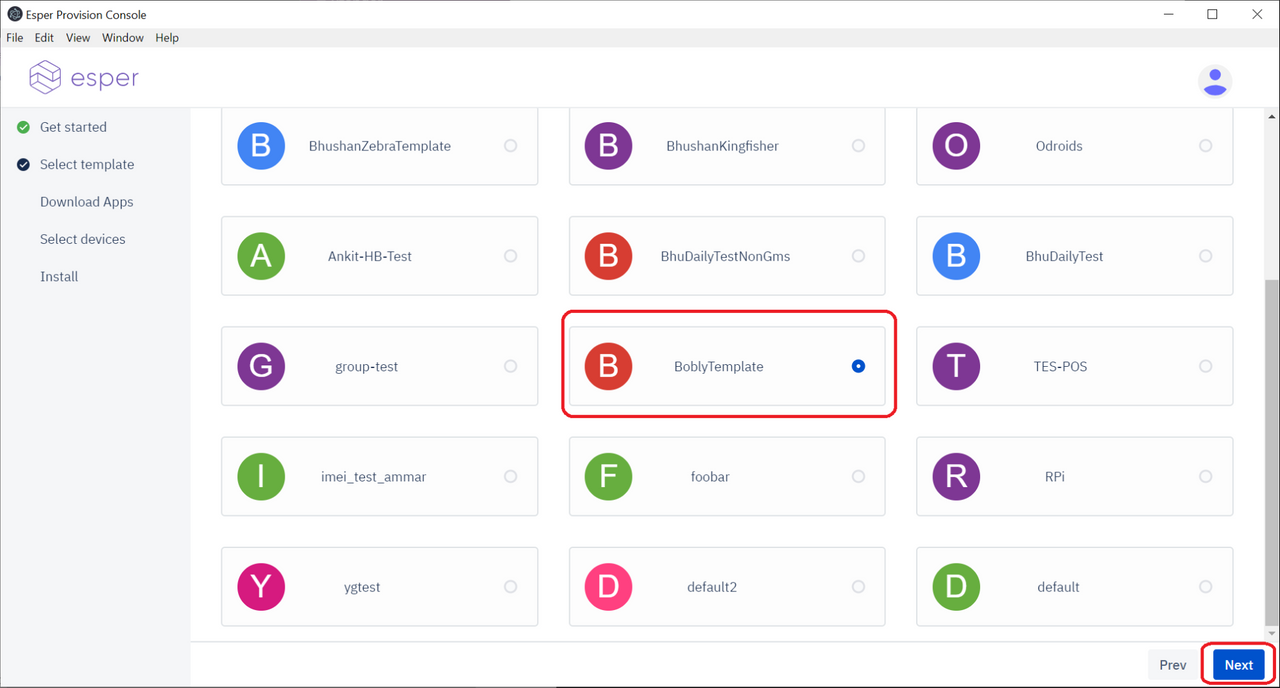 Esper Provision Console
File Edit View Window Help
esper
Get started
Select template
Download Apps
Select devices
Install
B BhushanZebraTemplate
B BhushanKingfisher
O Odroids
A Ankit-HB-Test
B BhuDailyTestNonGms
B BhuDailyTest
G group-test
B BoblyTemplate
T TES-POS
I imei_test_ammar
F foobar
R RPi
Y ygtest
D default2
D default
Prev Next